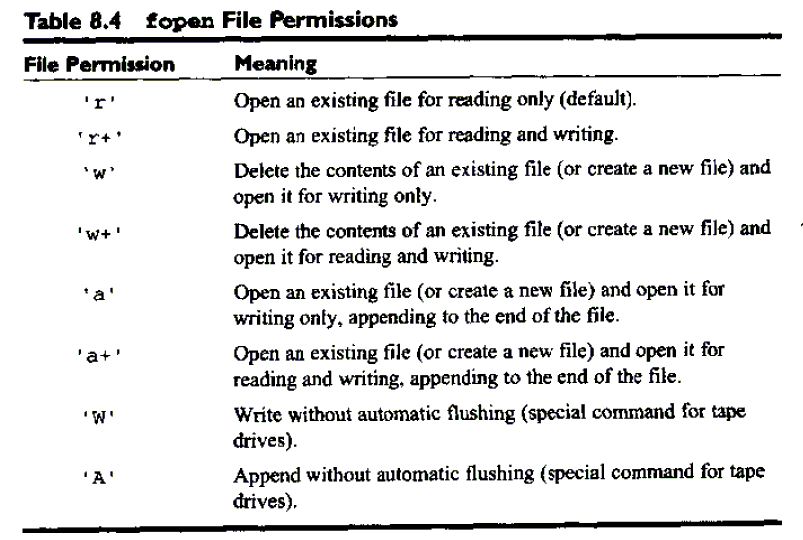 Table 8.4 fopen File Permissions
File Permission Meaning
'r' Open an existing file for reading only (default).
'r+' Open an existing file for reading and writing.
'w' Delete the contents of an existing file (or create a new file) and
open it for writing only.
'w+' Delete the contents of an existing file (or create a new file) and
open it for reading and writing.
'a' Open an existing file (or create a new file) and open it for
writing only, appending to the end of the file.
'a+' Open an existing file (or create a new file) and open it for
reading and writing, appending to the end of the file.
'W' Write without automatic flushing (special command for tape
drives).
'A' Append without automatic flushing (special command for tape
drives).